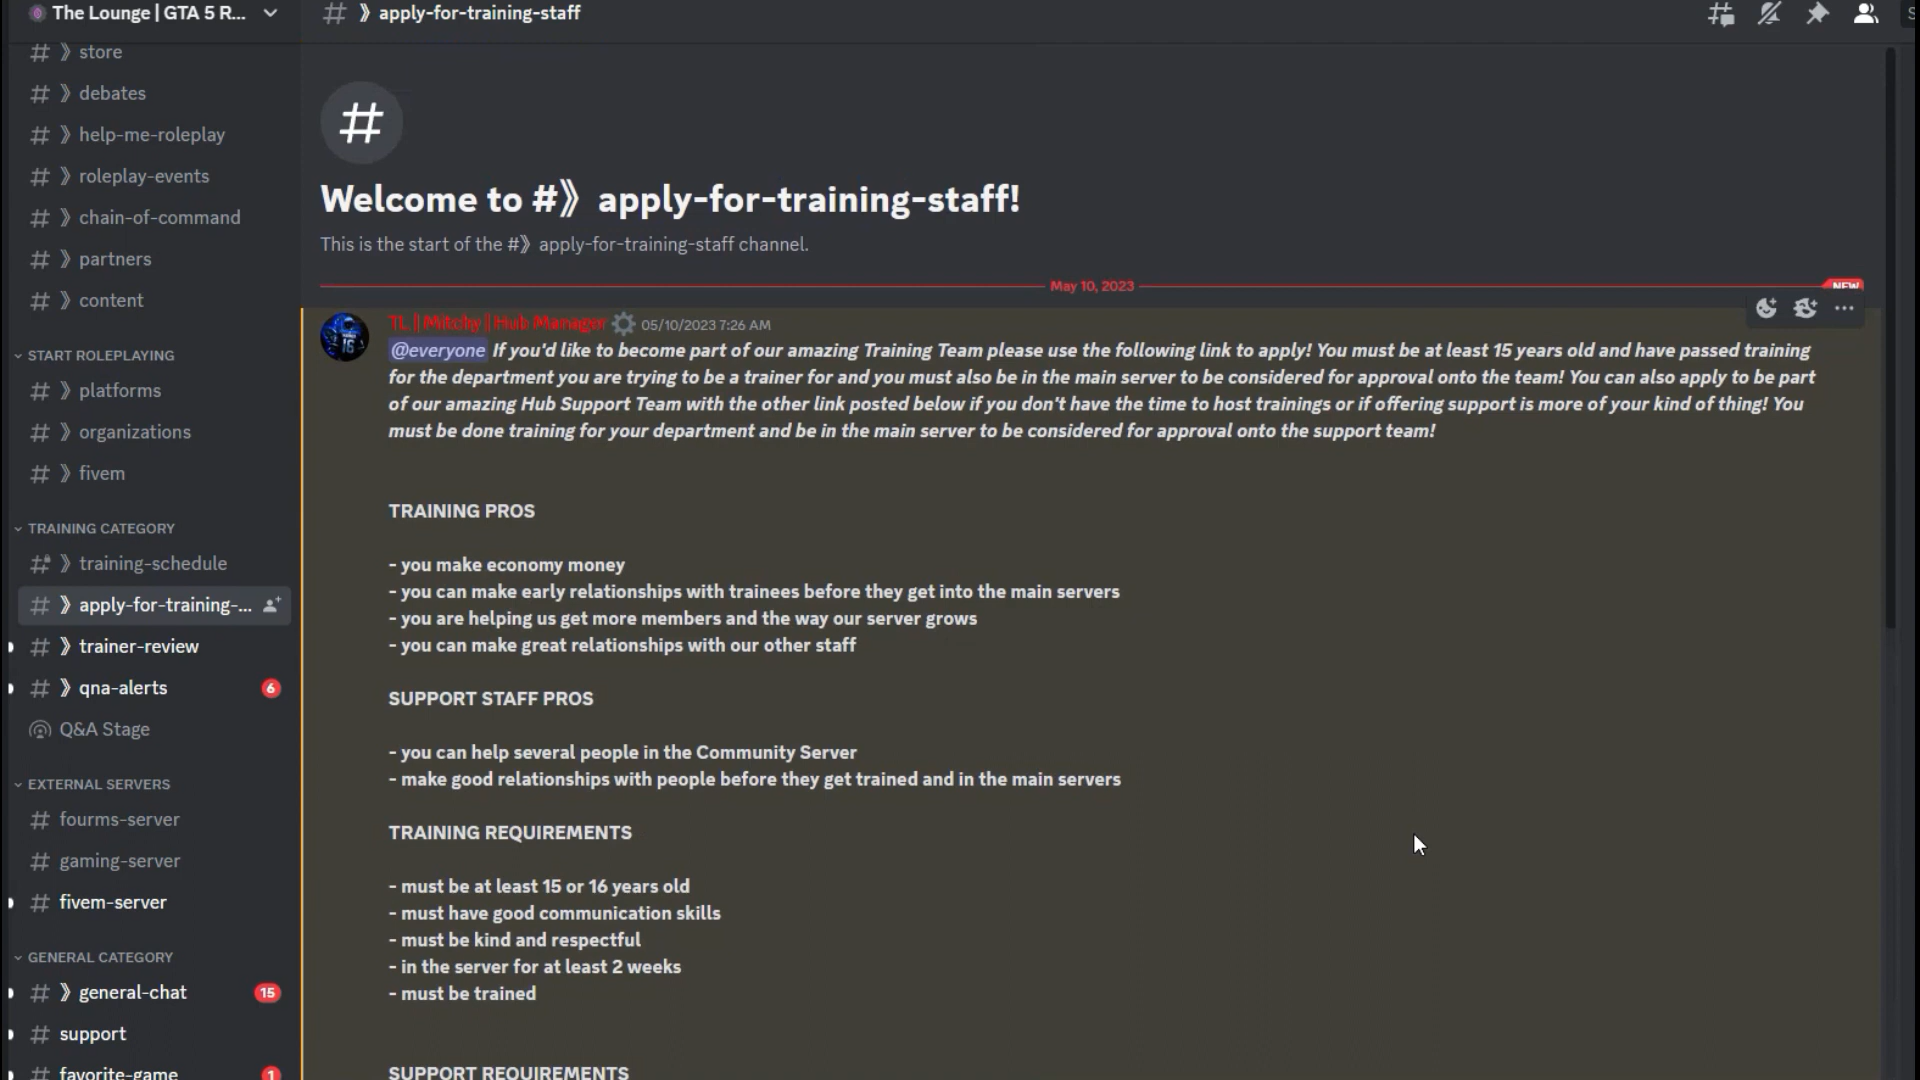 The Lounge | GTA 5 R...
# 》 store
# 》 debates
# 》 help-me-roleplay
# 》 roleplay-events
# 》 chain-of-command
# 》 partners
# 》 content
START ROLEPLAYING
# 》 platforms
# 》 organizations
# 》 fivem
TRAINING CATEGORY
# 》 training-schedule
# 》 apply-for-training-...
# 》 trainer-review
# 》 qna-alerts 6
Q&A Stage
EXTERNAL SERVERS
# fourms-server
# gaming-server
# fivem-server
GENERAL CATEGORY
# 》 general-chat 15
# support
# favorite-game 1
# 》 apply-for-training-staff
#
Welcome to #》 apply-for-training-staff!
This is the start of the #》 apply-for-training-staff channel.
May 10, 2023
NEW
TL | Mitchy | Hub Manager 05/10/2023 7:26 AM
@everyone If you'd like to become part of our amazing Training Team please use the following link to apply! You must be at least 15 years old and have passed training
for the department you are trying to be a trainer for and you must also be in the main server to be considered for approval onto the team! You can also apply to be part
of our amazing Hub Support Team with the other link posted below if you don't have the time to host trainings or if offering support is more of your kind of thing! You
must be done training for your department and be in the main server to be considered for approval onto the support team!
TRAINING PROS
- you make economy money
- you can make early relationships with trainees before they get into the main servers
- you are helping us get more members and the way our server grows
- you can make great relationships with our other staff
SUPPORT STAFF PROS
- you can help several people in the Community Server
- make good relationships with people before they get trained and in the main servers
TRAINING REQUIREMENTS
- must be at least 15 or 16 years old
- must have good communication skills
- must be kind and respectful
- in the server for at least 2 weeks
- must be trained
SUPPORT REQUIREMENTS